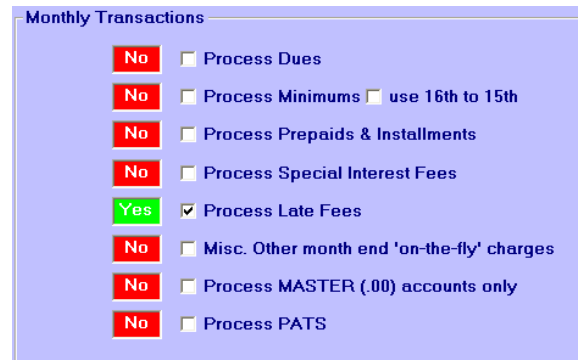 Monthly Transactions
No Process Dues
No Process Minimums use 16th to 15th
No Process Prepaids & Installments
No Process Special Interest Fees
Yes Process Late Fees
No Misc. Other month end 'on-the-fly' charges
No Process MASTER (.00) accounts only
No Process PATS